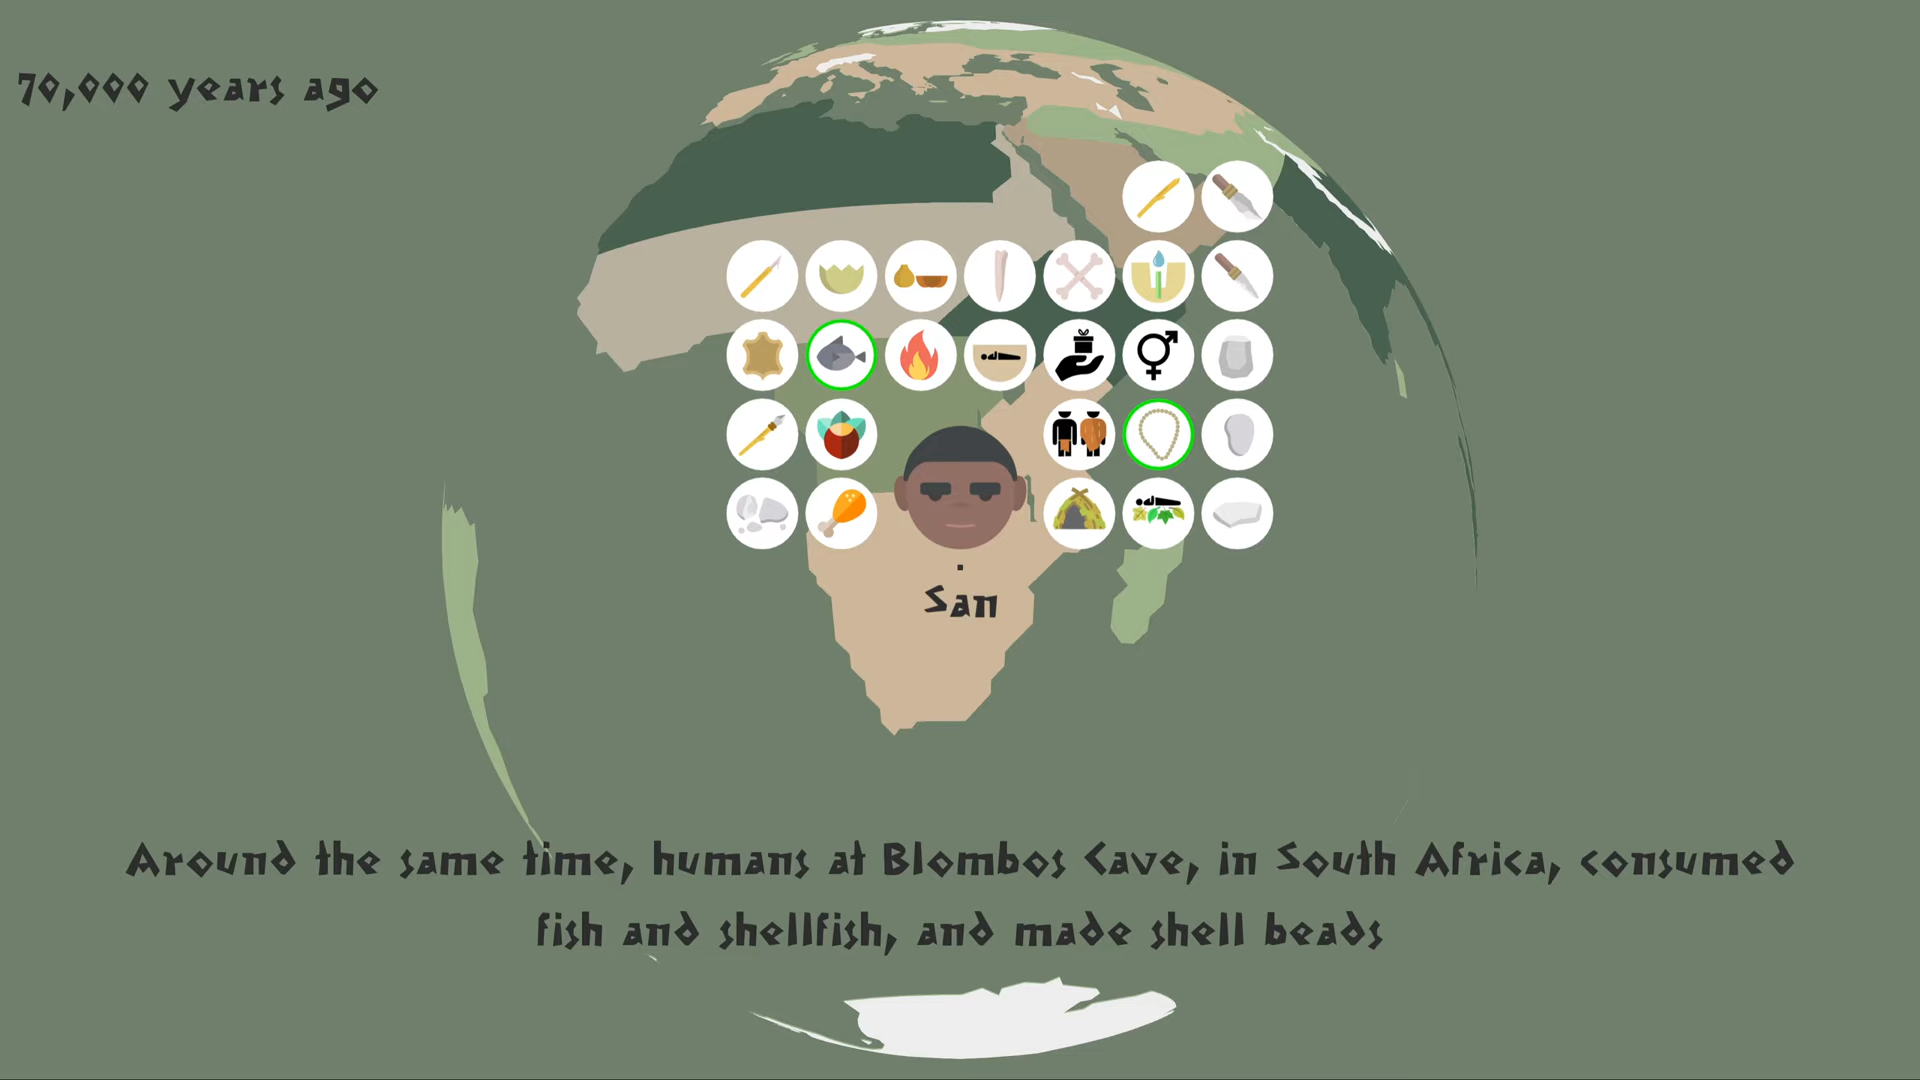 70,000 years ago
San
Around the same time, humans at Blombos Cave, in South Africa, consumed
fish and shellfish, and made shell beads